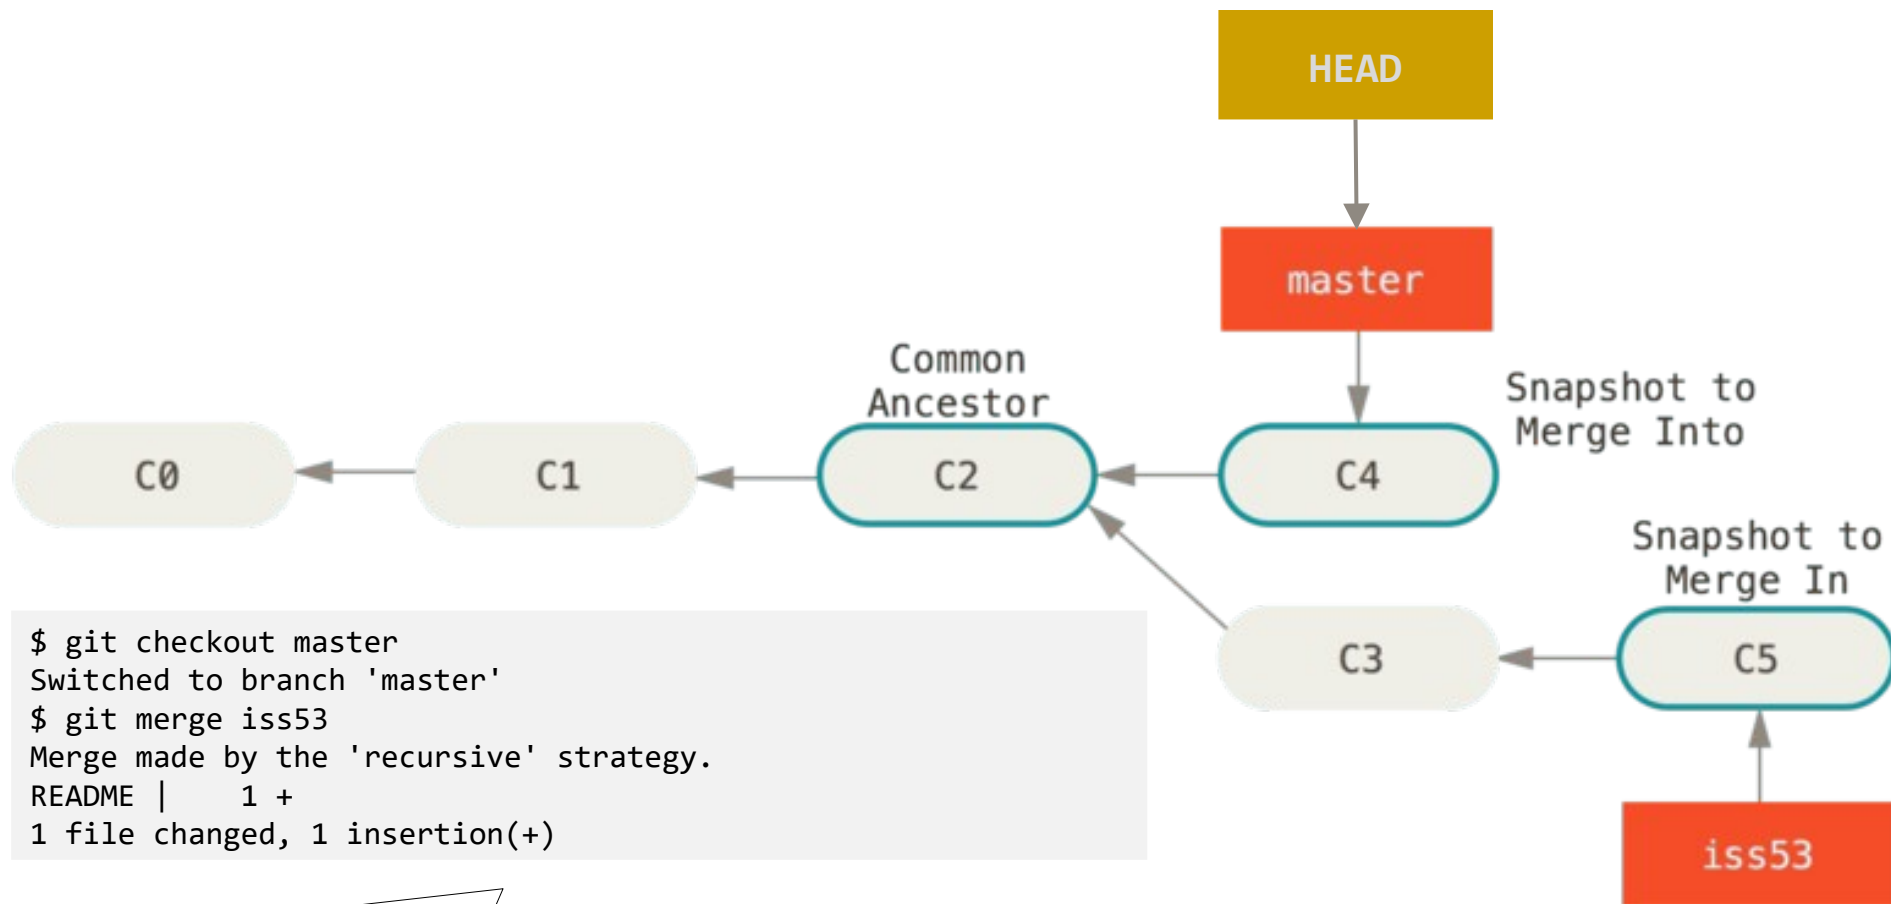 HEAD
master
Common
Ancestor
Snapshot to
Merge Into
C0
C1
C2
C4
Snapshot to
Merge In
C3
C5
iss53
$ git checkout master
Switched to branch 'master'
$ git merge iss53
Merge made by the 'recursive' strategy.
README |    1 +
1 file changed, 1 insertion(+)